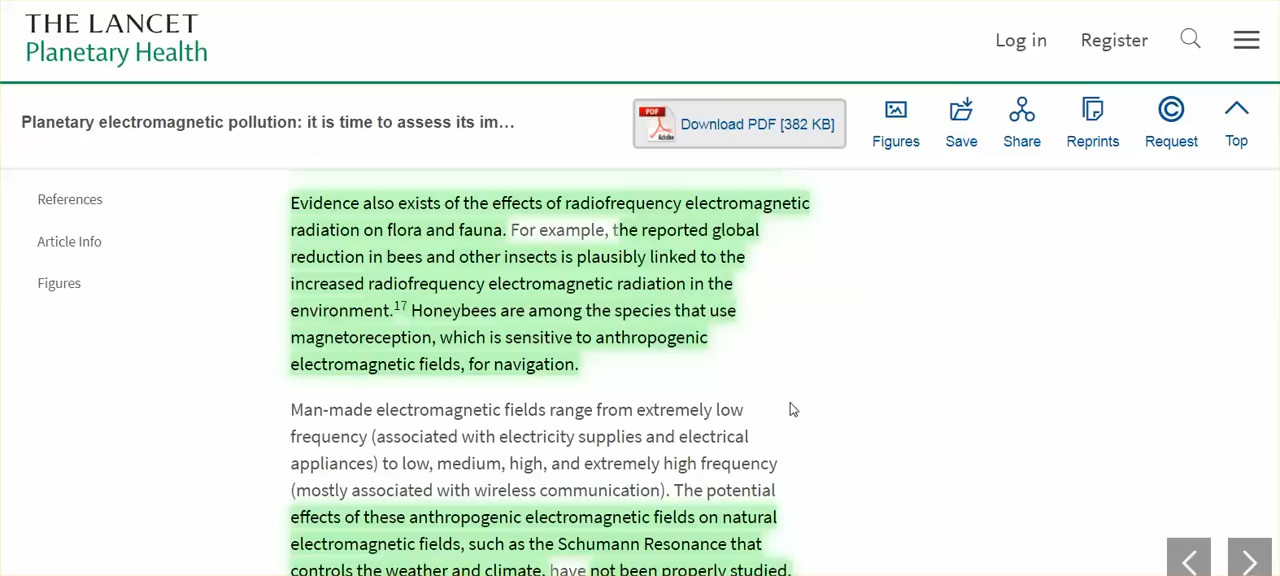 THE LANCET
Planetary Health
Log in
Register
Planetary electromagnetic pollution: it is time to assess its im...
PDF
Adobe
Download PDF [382 KB]
Figures
Save
Share
Reprints
Request
Top
References
Article Info
Figures
Evidence also exists of the effects of radiofrequency electromagnetic
radiation on flora and fauna. For example, the reported global
reduction in bees and other insects is plausibly linked to the
increased radiofrequency electromagnetic radiation in the
environment.17 Honeybees are among the species that use
magnetoreception, which is sensitive to anthropogenic
electromagnetic fields, for navigation.
Man-made electromagnetic fields range from extremely low
frequency (associated with electricity supplies and electrical
appliances) to low, medium, high, and extremely high frequency
(mostly associated with wireless communication). The potential
effects of these anthropogenic electromagnetic fields on natural
electromagnetic fields, such as the Schumann Resonance that
controls the weather and climate, have not been properly studied.